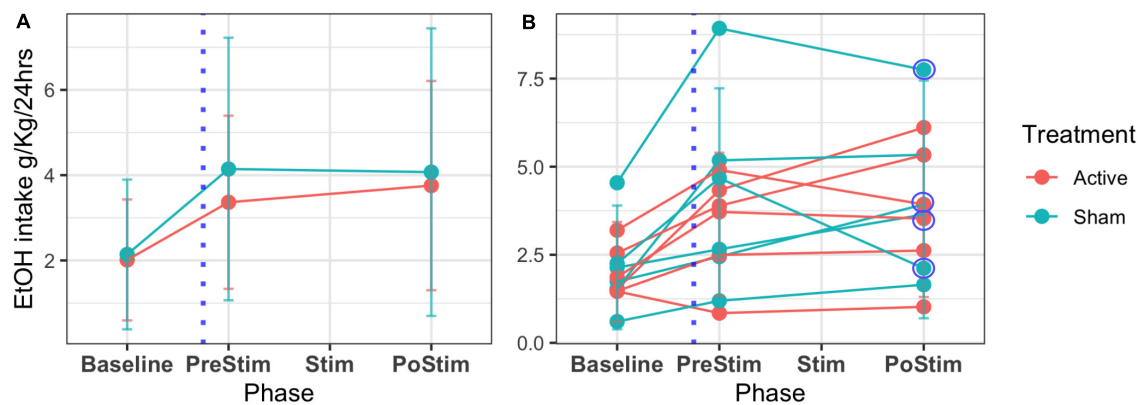 A
B
EtOH intake g/Kg/24hrs
6
4
2
Baseline PreStim Stim PoStim
Phase
7.5
5.0
2.5
0.0
Baseline PreStim Stim PoStim
Phase
Treatment
Active
Sham